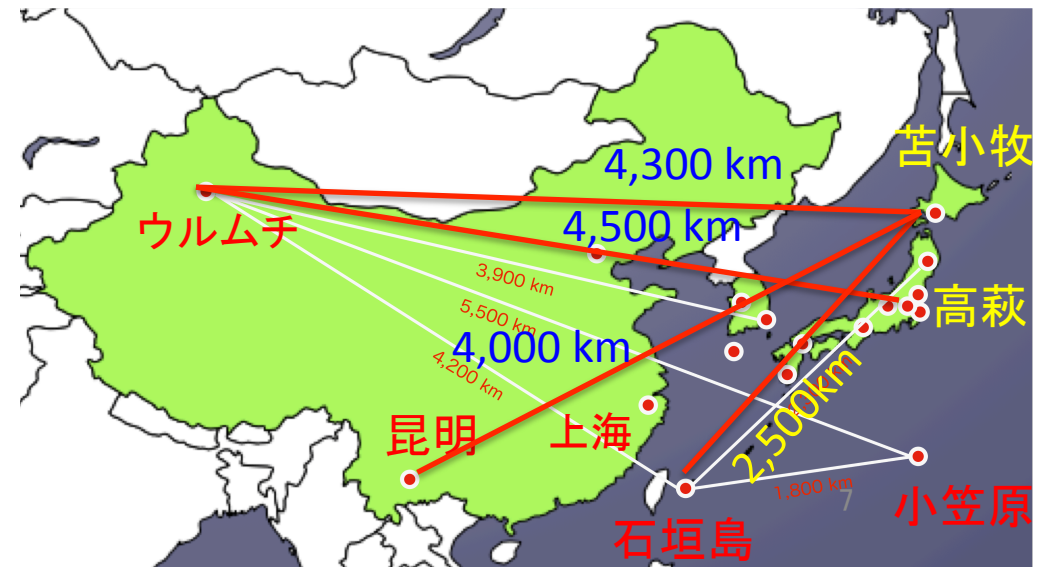 苫小牧
4,300 km
ウルムチ
4,500 km
3,900 km
5,500 km
高萩
4,000 km
4,200 km
2,500km
昆明
上海
1,800 km
7
小笠原
石垣島